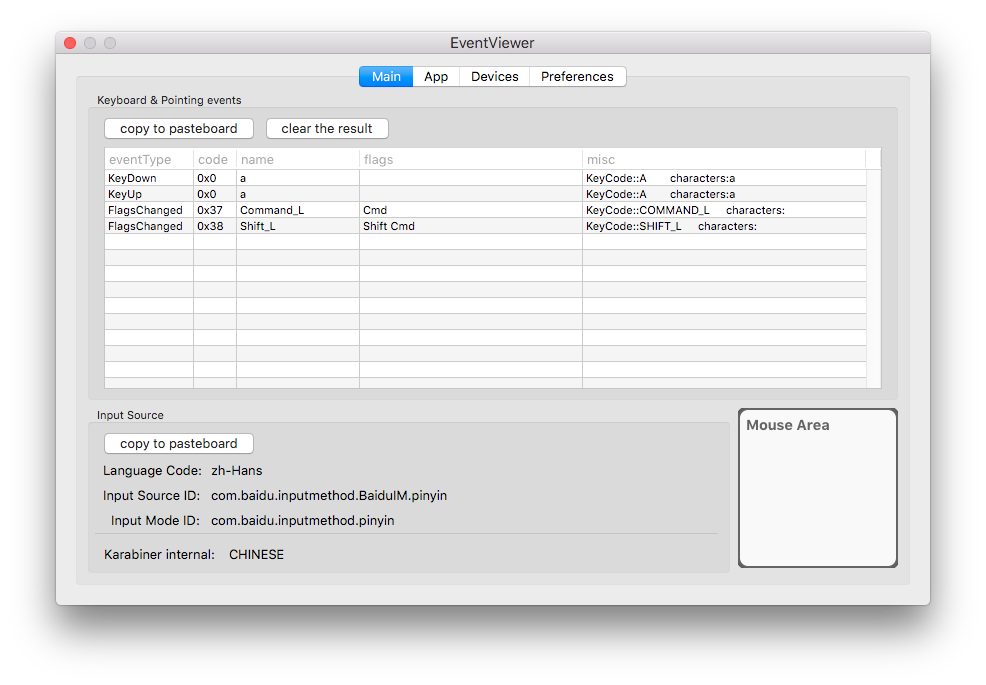 EventViewer
Main App Devices Preferences
Keyboard & Pointing events
copy to pasteboard clear the result
eventType code name flags misc
KeyDown 0x0 a KeyCode::A characters:a
KeyUp 0x0 a KeyCode::A characters:a
FlagsChanged 0x37 Command_L Cmd KeyCode::COMMAND_L characters:
FlagsChanged 0x38 Shift_L Shift Cmd KeyCode::SHIFT_L characters:
Input Source
copy to pasteboard
Mouse Area
Language Code: zh-Hans
Input Source ID: com.baidu.inputmethod.BaiduIM.pinyin
Input Mode ID: com.baidu.inputmethod.pinyin
Karabiner internal: CHINESE